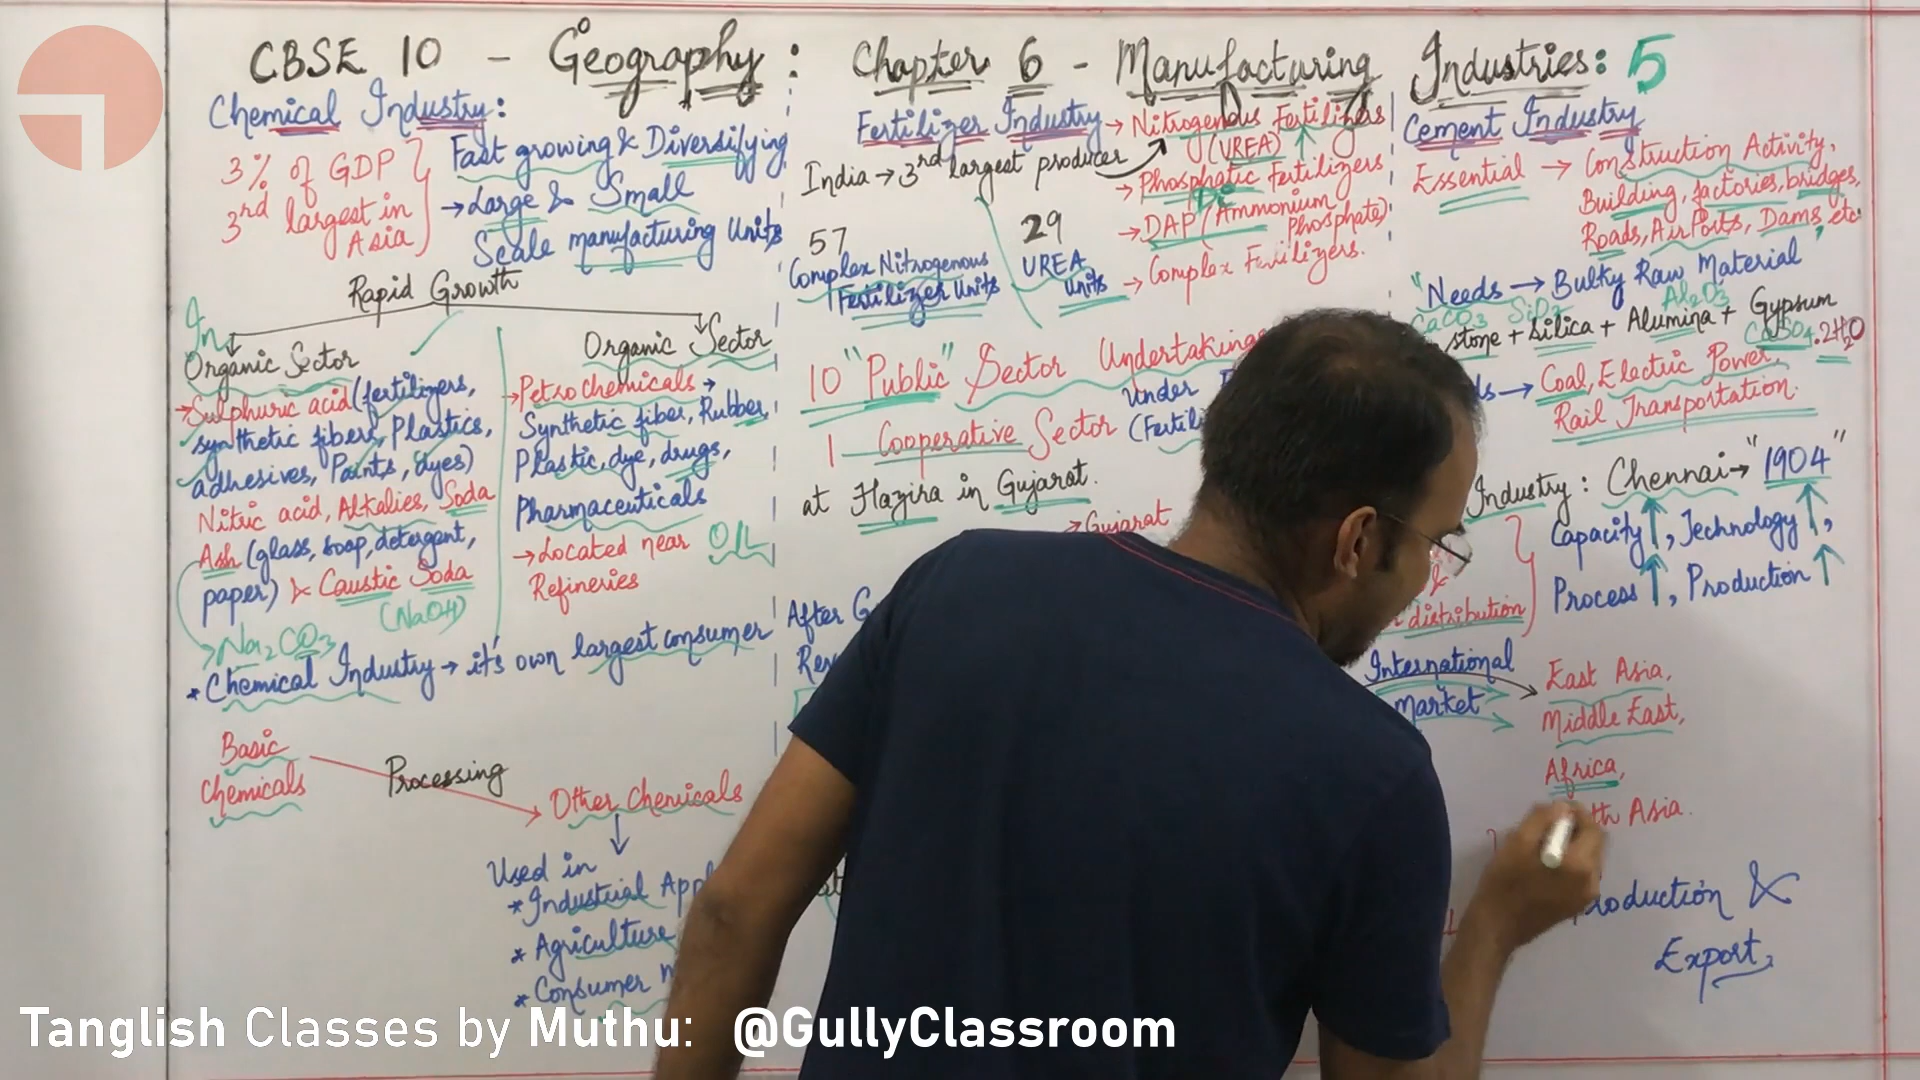 CBSE 10 - Geography: Chapter 6 - Manufacturing Industries: 5
Chemical Industry:
3% of GDP
3rd largest in
Asia
Fast growing & Diversifying
→ Large & Small
Scale manufacturing Units
Rapid Growth
In
Organic Sector
→ Sulphuric acid (fertilizers,
synthetic fibers, Plastics,
adhesives, Paints, dyes)
Nitric acid, Alkalies, Soda
Ash (glass, soap, detergent,
paper) & Caustic Soda
(NaOH)
→ Na2CO3
Organic Sector
→ Petrochemicals →
Synthetic fiber, Rubber,
Plastic, dye, drugs,
Pharmaceuticals
→ Located near OIL
Refineries
* Chemical Industry → it's own largest consumer
Basic
Chemicals
Processing
Other Chemicals
Used in
* Industrial
* Agriculture
* Consumer
Fertilizer Industry → Nitrogenous Fertilizers
(UREA)
India → 3rd largest producer
→ Phosphatic Fertilizers
→ DAP (Ammonium
Phosphate)
→ Complex Fertilizers.
57
Complex Nitrogenous
Fertilizer Units
29
UREA
Units
10 "Public" Sector Undertakings
Under
1 - Cooperative Sector
at Hazira in Gujarat.
→ Gujarat
After
Cement Industry
Essential → Construction Activity,
Building, factories, bridges,
Roads, AirPorts, Dams, etc
Needs → Bulky Raw Material
CaCO3 SiO2 Al2O3
stone + Silica + Alumina + Gypsum
CaSO4.2H2O
→ Coal, Electric Power,
Rail Transportation.
Industry: Chennai → "1904"
Capacity ↑, Technology ↑,
Process ↑, Production ↑
&
distribution
International
Market
East Asia,
Middle East,
Africa,
Asia.
&
Export,
Tanglish Classes by Muthu: @GullyClassroom